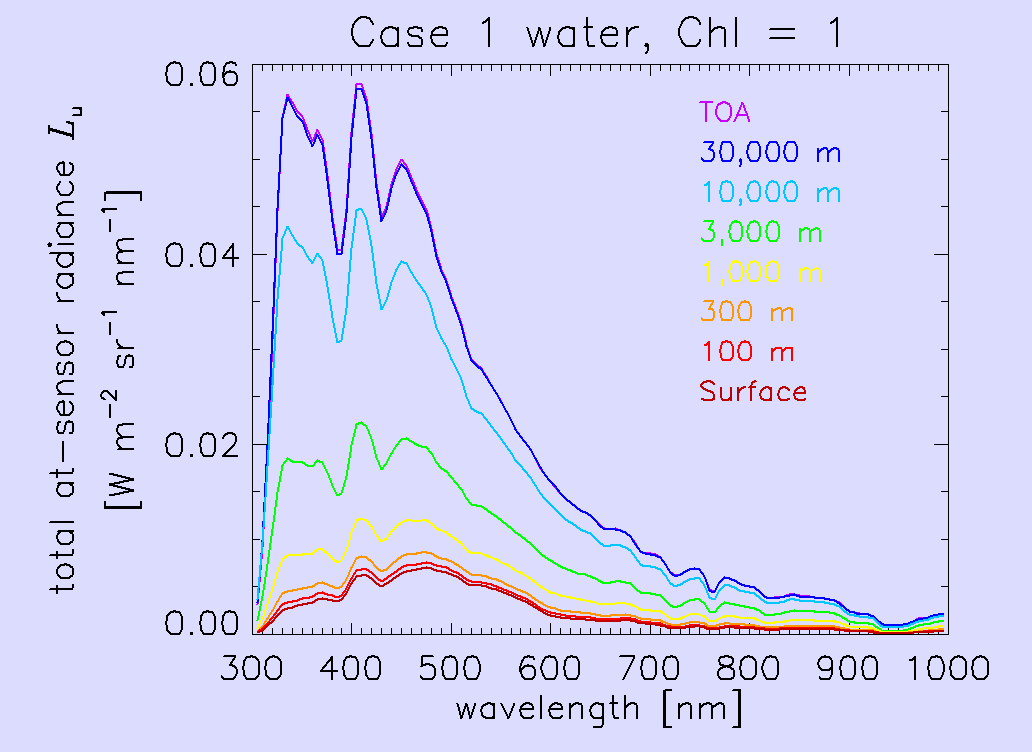 Case 1 water, Chl = 1
total at-sensor radiance Lu
[W m−2 sr−1 nm−1]
0.06
0.04
0.02
0.00
TOA
30,000 m
10,000 m
3,000 m
1,000 m
300 m
100 m
Surface
300 400 500 600 700 800 900 1000
wavelength [nm]